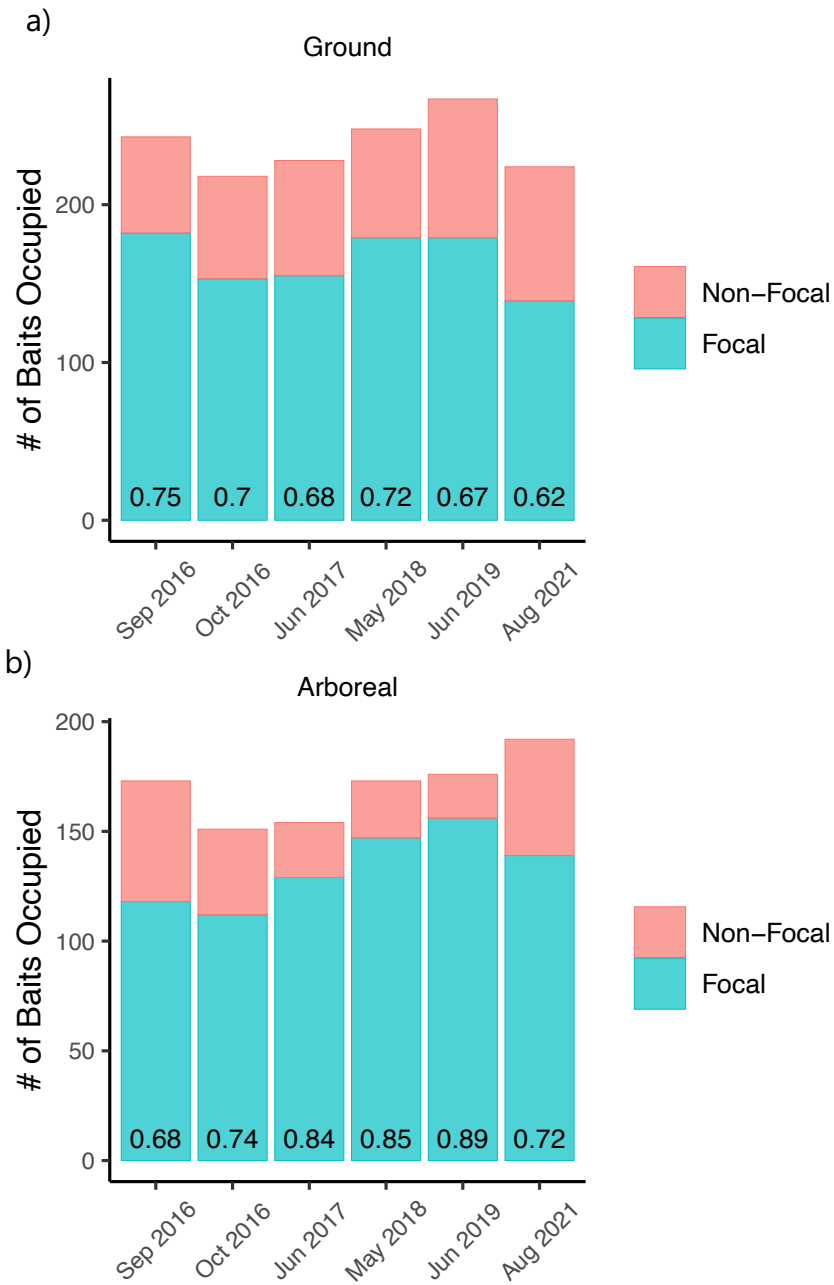 a)
Ground
# of Baits Occupied
200
100
0
0.75 0.7 0.68 0.72 0.67 0.62
Sep 2016 Oct 2016 Jun 2017 May 2018 Jun 2019 Aug 2021
Non−Focal
Focal
b)
Arboreal
# of Baits Occupied
200
150
100
50
0
0.68 0.74 0.84 0.85 0.89 0.72
Sep 2016 Oct 2016 Jun 2017 May 2018 Jun 2019 Aug 2021
Non−Focal
Focal